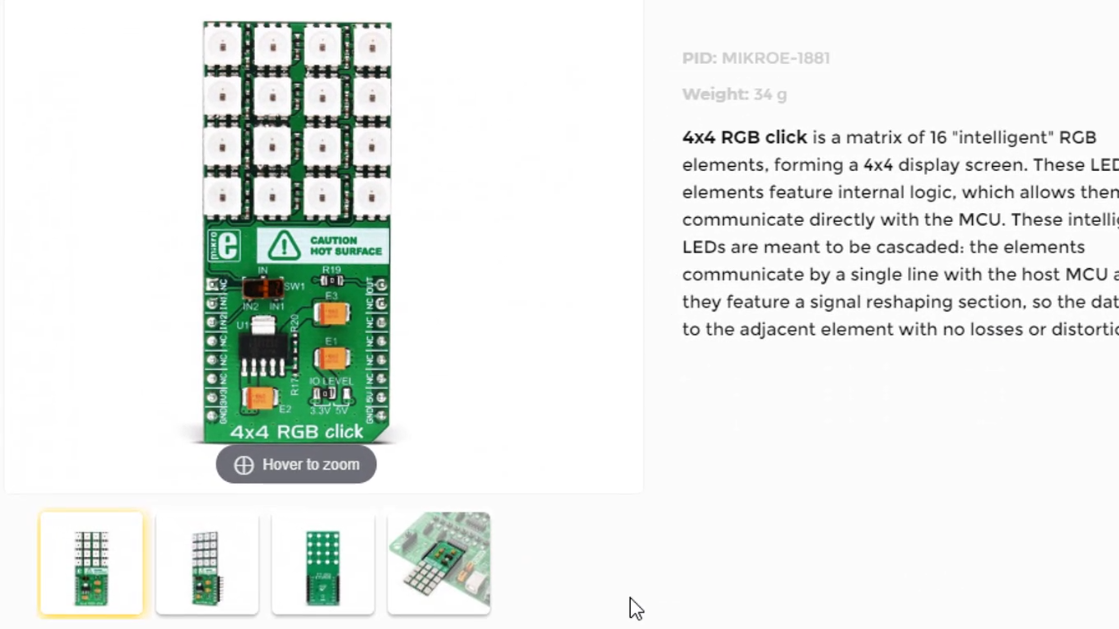 PID: MIKROE-1881
Weight: 34 g
4x4 RGB click is a matrix of 16 "intelligent" RGB
elements, forming a 4x4 display screen. These LED
elements feature internal logic, which allows then
communicate directly with the MCU. These intellig
LEDs are meant to be cascaded: the elements
communicate by a single line with the host MCU a
they feature a signal reshaping section, so the dat
to the adjacent element with no losses or distortio
mikro e
CAUTION
HOT SURFACE
IN
R19
SW1
IN2 IN1
E3
U1
R20
E1
R17
IO LEVEL
3.3V 5V
E2
NC
IN1
IN2
NC
NC
NC
3V3
GND
OUT
NC
NC
NC
NC
NC
5V
GND
4x4 RGB click
Hover to zoom